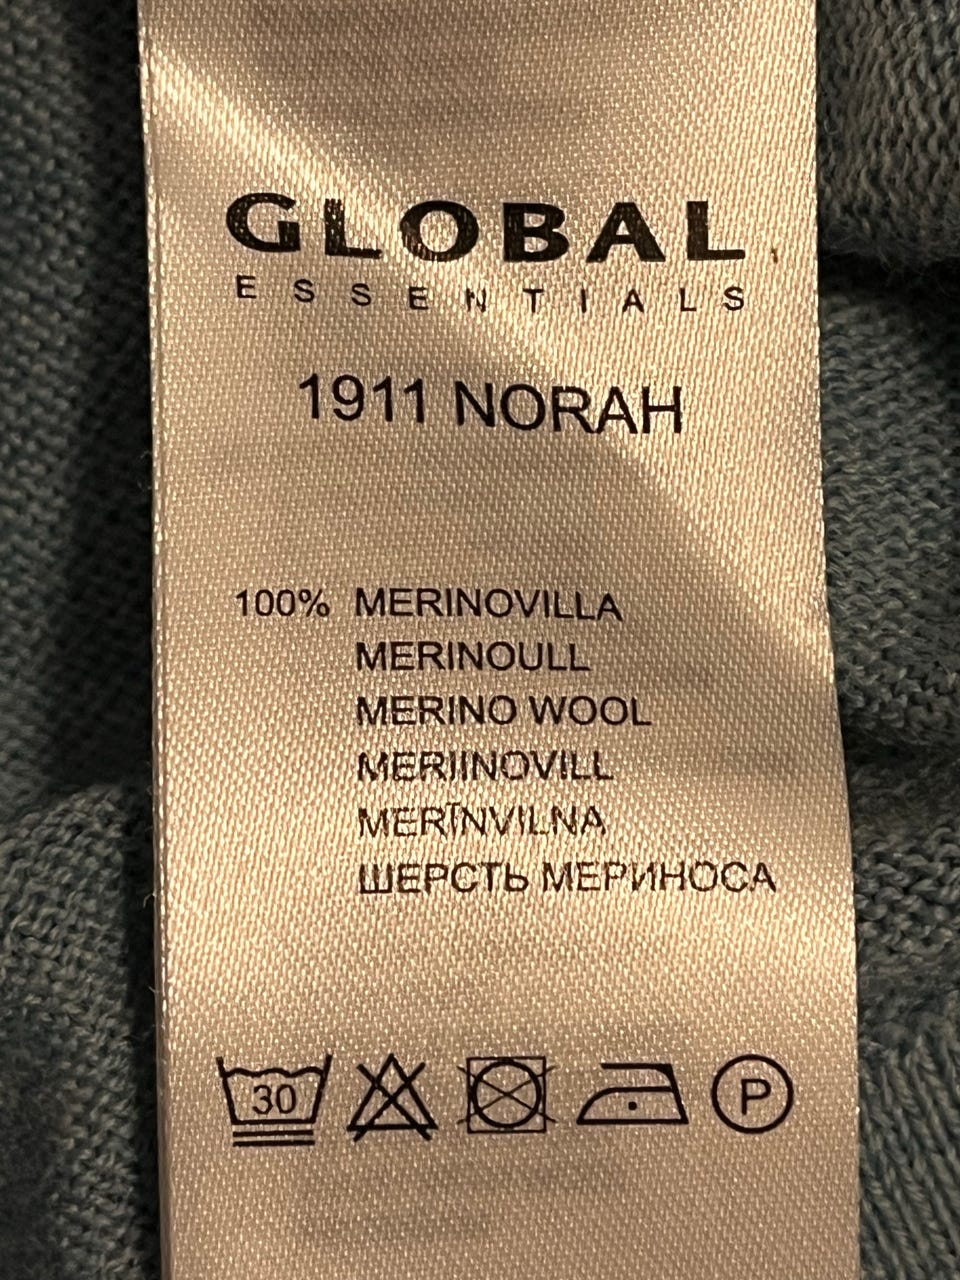 GLOBAL
ESSENTIALS
1911 NORAH
100% MERINOVILLA
MERINOULL
MERINO WOOL
MERIINOVILL
MERĪNVILNA
ШЕРСТЬ МЕРИНОСА
30 P